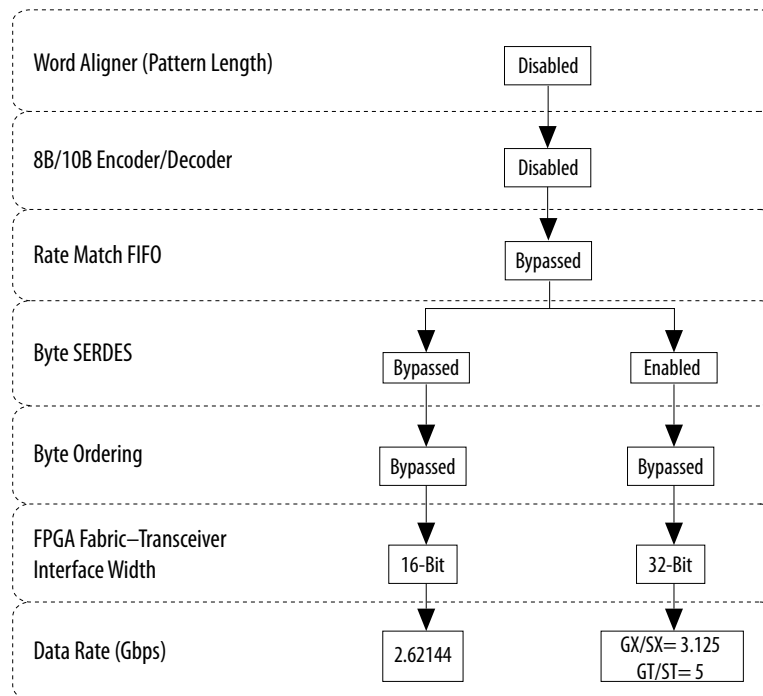 Word Aligner (Pattern Length)
Disabled
8B/10B Encoder/Decoder
Disabled
Rate Match FIFO
Bypassed
Byte SERDES
Bypassed
Enabled
Byte Ordering
Bypassed
Bypassed
FPGA Fabric–Transceiver
Interface Width
16-Bit
32-Bit
Data Rate (Gbps)
2.62144
GX/SX= 3.125
GT/ST= 5